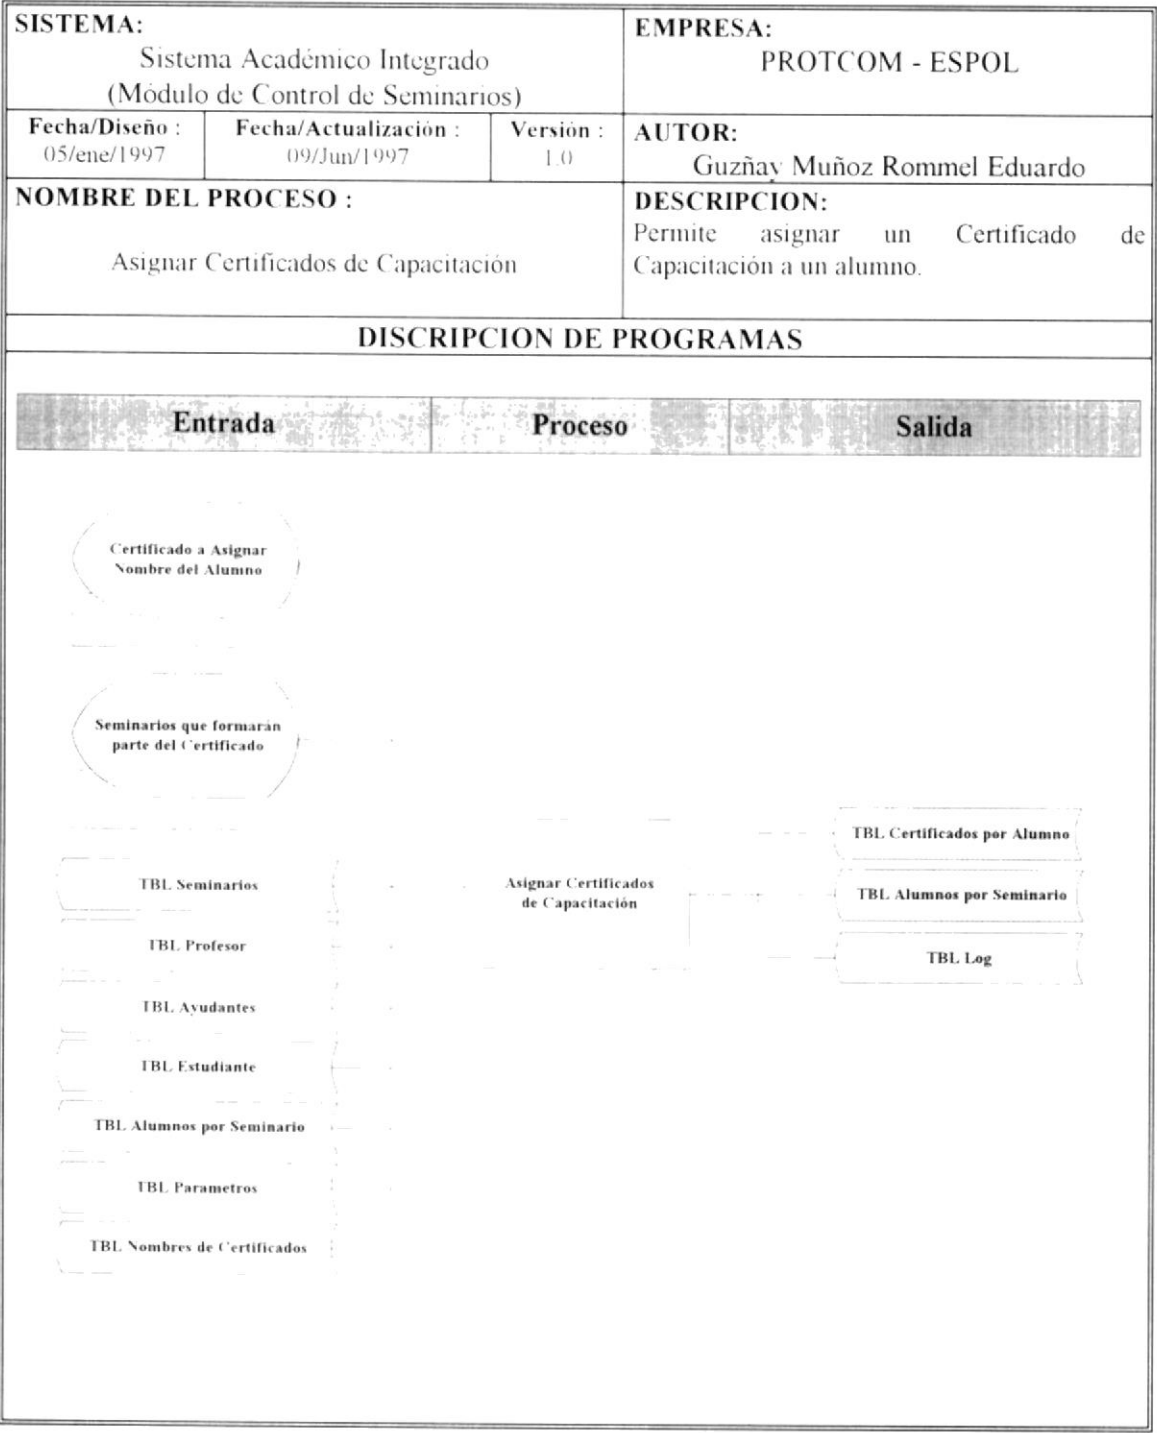 SISTEMA:
Sistema Académico Integrado
(Módulo de Control de Seminarios)
EMPRESA:
PROTCOM - ESPOL
Fecha/Diseño :
05/ene/1997
Fecha/Actualización :
09/Jun/1997
Versión :
1.0
AUTOR:
Guzñay Muñoz Rommel Eduardo
NOMBRE DEL PROCESO :
Asignar Certificados de Capacitación
DESCRIPCION:
Permite asignar un Certificado de
Capacitación a un alumno.
DISCRIPCION DE PROGRAMAS
Entrada
Proceso
Salida
Certificado a Asignar
Nombre del Alumno
Seminarios que formarán
parte del Certificado
TBL Seminarios
TBL Profesor
TBL Ayudantes
TBL Estudiante
TBL Alumnos por Seminario
TBL Parametros
TBL Nombres de Certificados
Asignar Certificados
de Capacitación
TBL Certificados por Alumno
TBL Alumnos por Seminario
TBL Log